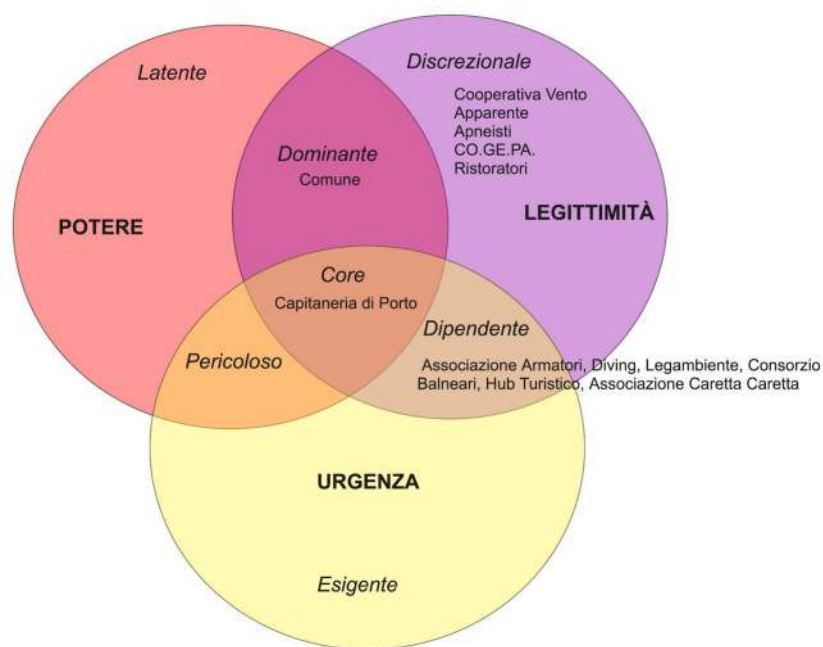 Latente
Discrezionale
Cooperativa Vento
Apparente
Apneisti
CO.GE.PA.
Ristoratori
Dominante
Comune
POTERE
LEGITTIMITÀ
Core
Capitaneria di Porto
Dipendente
Pericoloso
Associazione Armatori, Diving, Legambiente, Consorzio
Balneari, Hub Turistico, Associazione Caretta Caretta
URGENZA
Esigente